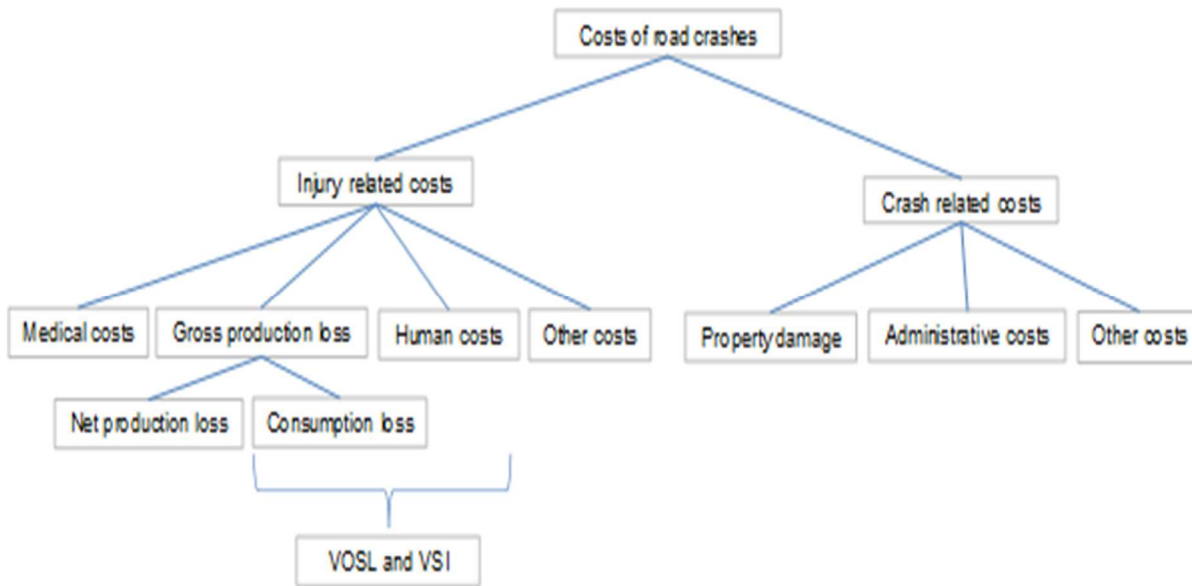 Costs of road crashes
Injury related costs
Crash related costs
Medical costs
Gross production loss
Human costs
Other costs
Property damage
Administrative costs
Other costs
Net production loss
Consumption loss
VOSL and VSI